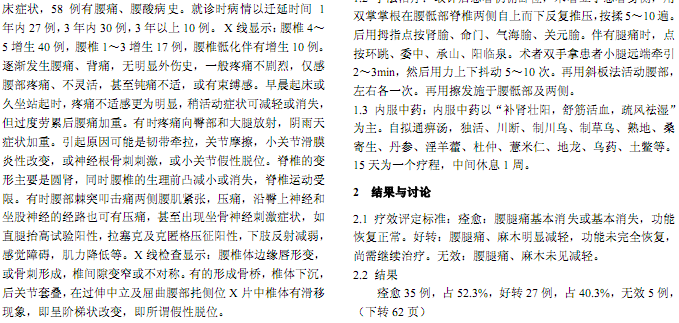 床症状，58 例有腰痛、腰酸病史。就诊时病情以迁延时间 1
年内 27 例，3 年内 30 例，3 年以上 10 例。X 线显示：腰椎 4～
5 增生 40 例，腰椎 1～3 增生 17 例，腰椎低化伴有增生 10 例。
逐渐发生腰痛、背痛，无明显外伤史，一般疼痛不剧烈，仅感
腰部疼痛、不灵活，甚至钝痛不适，或有束缚感。早晨起床或
久坐站起时，疼痛不适感更为明显，稍活动症状可减轻或消失，
但过度劳累后腰痛加重。有时疼痛向臀部和大腿放射，阴雨天
症状加重。引起原因可能是韧带牵拉，关节摩擦，小关节滑膜
炎性改变，或神经根骨刺刺激，或小关节假性脱位。脊椎的变
形主要是圆肾，同时腰椎的生理前凸减小或消失，脊椎运动受
限。有时腰部棘突叩击痛两侧腰肌紧张，压痛，沿臀上神经和
坐股神经的经路也可有压痛，甚至出现坐骨神经刺激症状，如
直腿抬高试验阳性，拉塞克及克匿格压征阳性，下肢反射减弱，
感觉障碍，肌力降低等。X 线检查显示：腰椎体边缘唇形变，
或骨刺形成，椎间隙变窄或不对称。有的形成骨桥，椎体下沉，
后关节套叠，在过伸中立及屈曲腰部扥侧位 X 片中椎体有滑移
现象，即呈阶梯状改变，即所谓假性脱位。
双掌掌根在腰骶部脊椎两侧自上而下反复推压，按揉 5～10 遍。
后用拇指点按肾腧、命门、气海腧、关元腧。伴有腿痛时，点
按环跳、委中、承山、阳临泉。术者双手拿患者小腿远端牵引
2～3min，然后用力上下抖动 5～10 次。再用斜板法活动腰部，
左右各一次。再用擦发施于腰骶部及两侧。
1.3 内服中药：内服中药以“补肾壮阳，舒筋活血，疏风祛湿”
为主。自拟通痹汤，独活、川断、制川乌、制草乌、熟地、桑
寄生、丹参、淫羊藿、杜仲、薏米仁、地龙、乌药、土鳖等。
15 天为一个疗程，中间休息 1 周。
2 结果与讨论
2.1 疗效评定标准：痊愈：腰腿痛基本消失或基本消失，功能
恢复正常。好转：腰腿痛、麻木明显减轻，功能未完全恢复，
尚需继续治疗。无效：腰腿痛、麻木未见减轻。
2.2 结果
痊愈 35 例，占 52.3%，好转 27 例，占 40.3%，无效 5 例，
（下转 62 页）